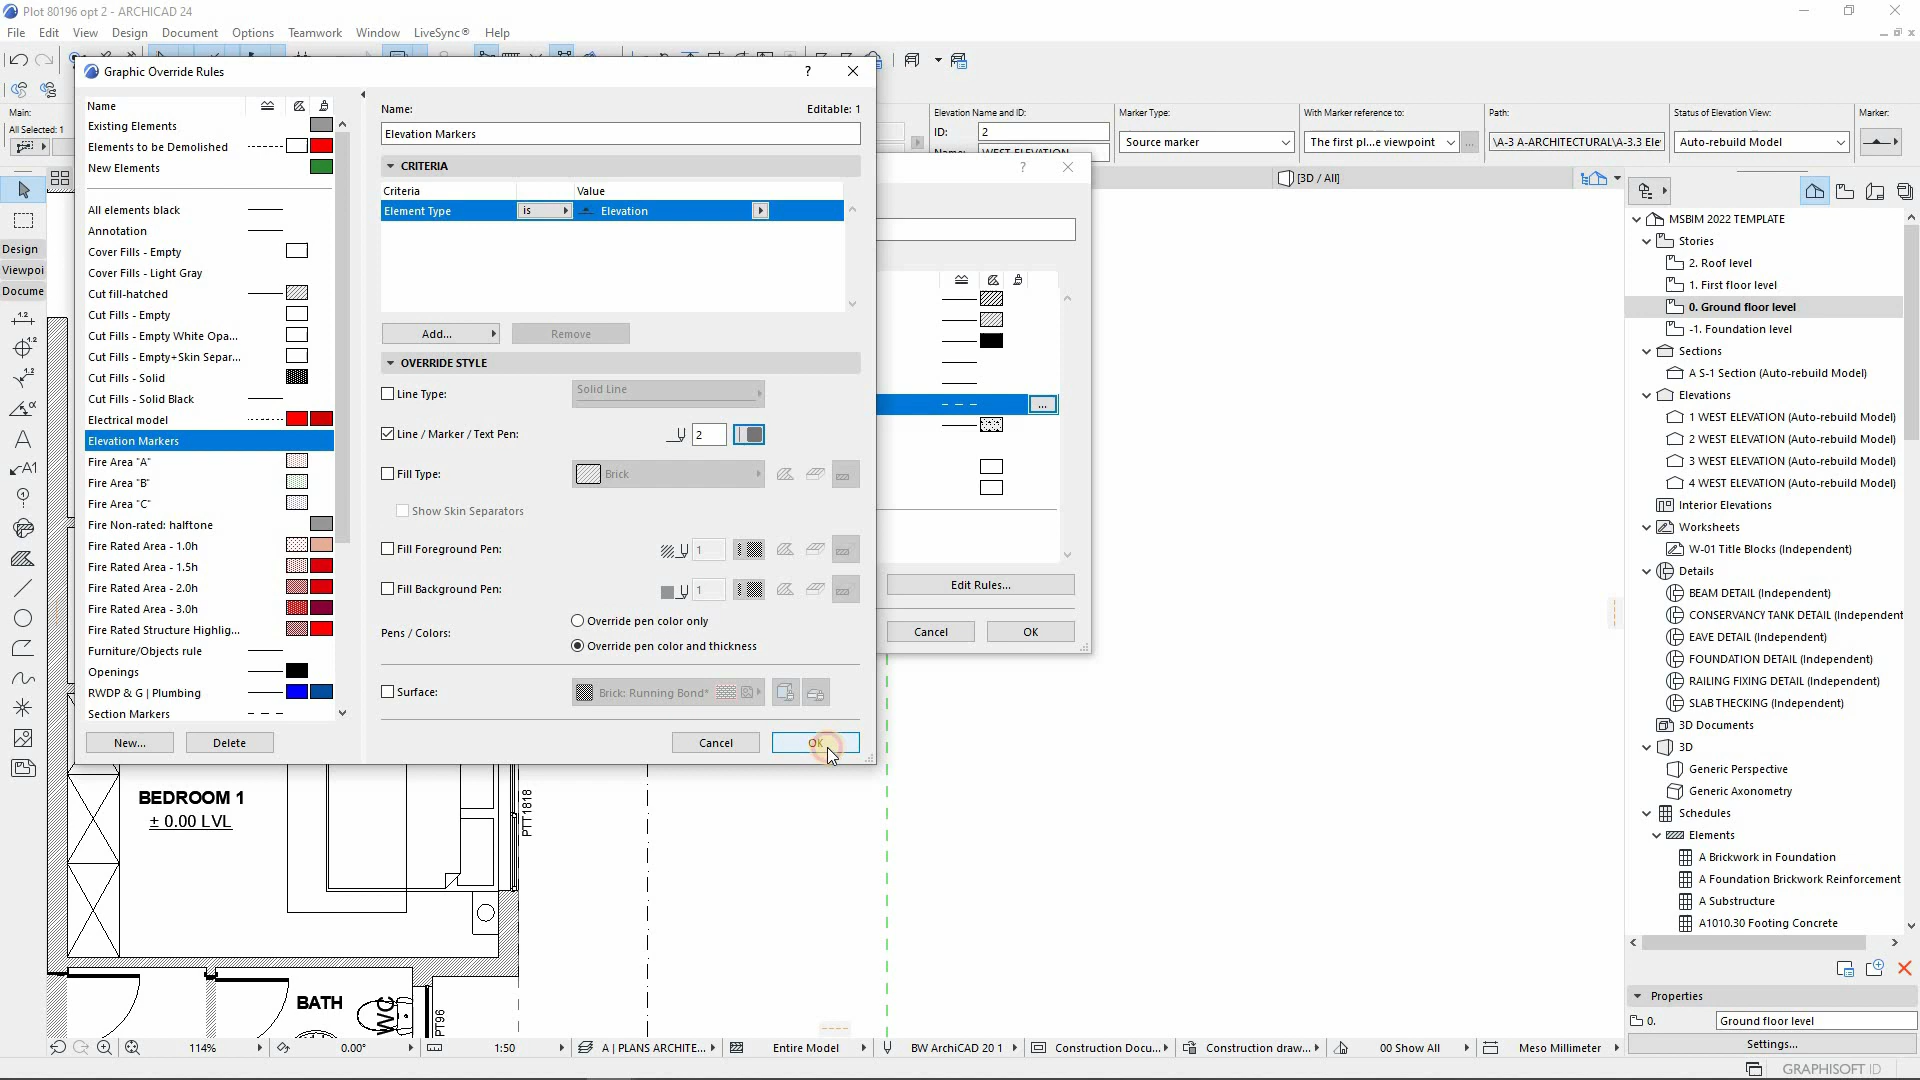 Plot 80196 opt 2 - ARCHICAD 24
File Edit View Design Document Options Teamwork Window LiveSync® Help
Graphic Override Rules
Main:
All Selected: 1
Elevation Name and ID:
ID: 2
Marker Type:
Source marker
With Marker reference to:
The first pl...e viewpoint
Path:
\A-3 A-ARCHITECTURAL\A-3.3 Ele
Status of Elevation View:
Auto-rebuild Model
Marker:
[3D / All]
Design
Viewpoi
Docume
Name
Existing Elements
Elements to be Demolished
New Elements
All elements black
Annotation
Cover Fills - Empty
Cover Fills - Light Gray
Cut fill-hatched
Cut Fills - Empty
Cut Fills - Empty White Opa...
Cut Fills - Empty+Skin Separ...
Cut Fills - Solid
Cut Fills - Solid Black
Electrical model
Elevation Markers
Fire Area "A"
Fire Area "B"
Fire Area "C"
Fire Non-rated: halftone
Fire Rated Area - 1.0h
Fire Rated Area - 1.5h
Fire Rated Area - 2.0h
Fire Rated Area - 3.0h
Fire Rated Structure Highlig...
Furniture/Objects rule
Openings
RWDP & G | Plumbing
Section Markers
New...
Delete
Name:
Editable: 1
Elevation Markers
CRITERIA
Criteria Value
Element Type is Elevation
Add...
Remove
OVERRIDE STYLE
Line Type: Solid Line
Line / Marker / Text Pen: 2
Fill Type: Brick
Show Skin Separators
Fill Foreground Pen: 1
Fill Background Pen: 1
Override pen color only
Pens / Colors:
Override pen color and thickness
Surface: Brick: Running Bond*
Cancel
OK
...
Edit Rules...
Cancel
OK
MSBIM 2022 TEMPLATE
Stories
2. Roof level
1. First floor level
0. Ground floor level
-1. Foundation level
Sections
A S-1 Section (Auto-rebuild Model)
Elevations
1 WEST ELEVATION (Auto-rebuild Model)
2 WEST ELEVATION (Auto-rebuild Model)
3 WEST ELEVATION (Auto-rebuild Model)
4 WEST ELEVATION (Auto-rebuild Model)
Interior Elevations
Worksheets
W-01 Title Blocks (Independent)
Details
BEAM DETAIL (Independent)
CONSERVANCY TANK DETAIL (Independent
EAVE DETAIL (Independent)
FOUNDATION DETAIL (Independent)
RAILING FIXING DETAIL (Independent)
SLAB THECKING (Independent)
3D Documents
3D
Generic Perspective
Generic Axonometry
Schedules
Elements
A Brickwork in Foundation
A Foundation Brickwork Reinforcement
A Substructure
A1010.30 Footing Concrete
Properties
0. Ground floor level
Settings...
BEDROOM 1
± 0.00 LVL
PTT1818
BATH
WC
PT96
114% 0.00° 1:50 A | PLANS ARCHITE... Entire Model BW ArchiCAD 20 1 Construction Docu... Construction draw... 00 Show All Meso Millimeter
GRAPHISOFT ID